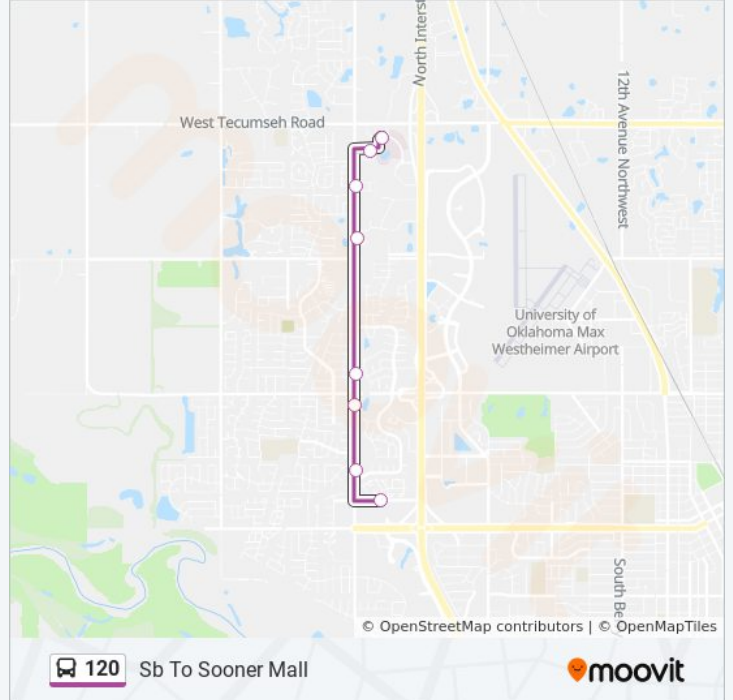 North Interst
West Tecumseh Road
12th Avenue Northwest
University of
Oklahoma Max
Westheimer Airport
South Be
© OpenStreetMap contributors | © OpenMapTiles
120 Sb To Sooner Mall
moovit